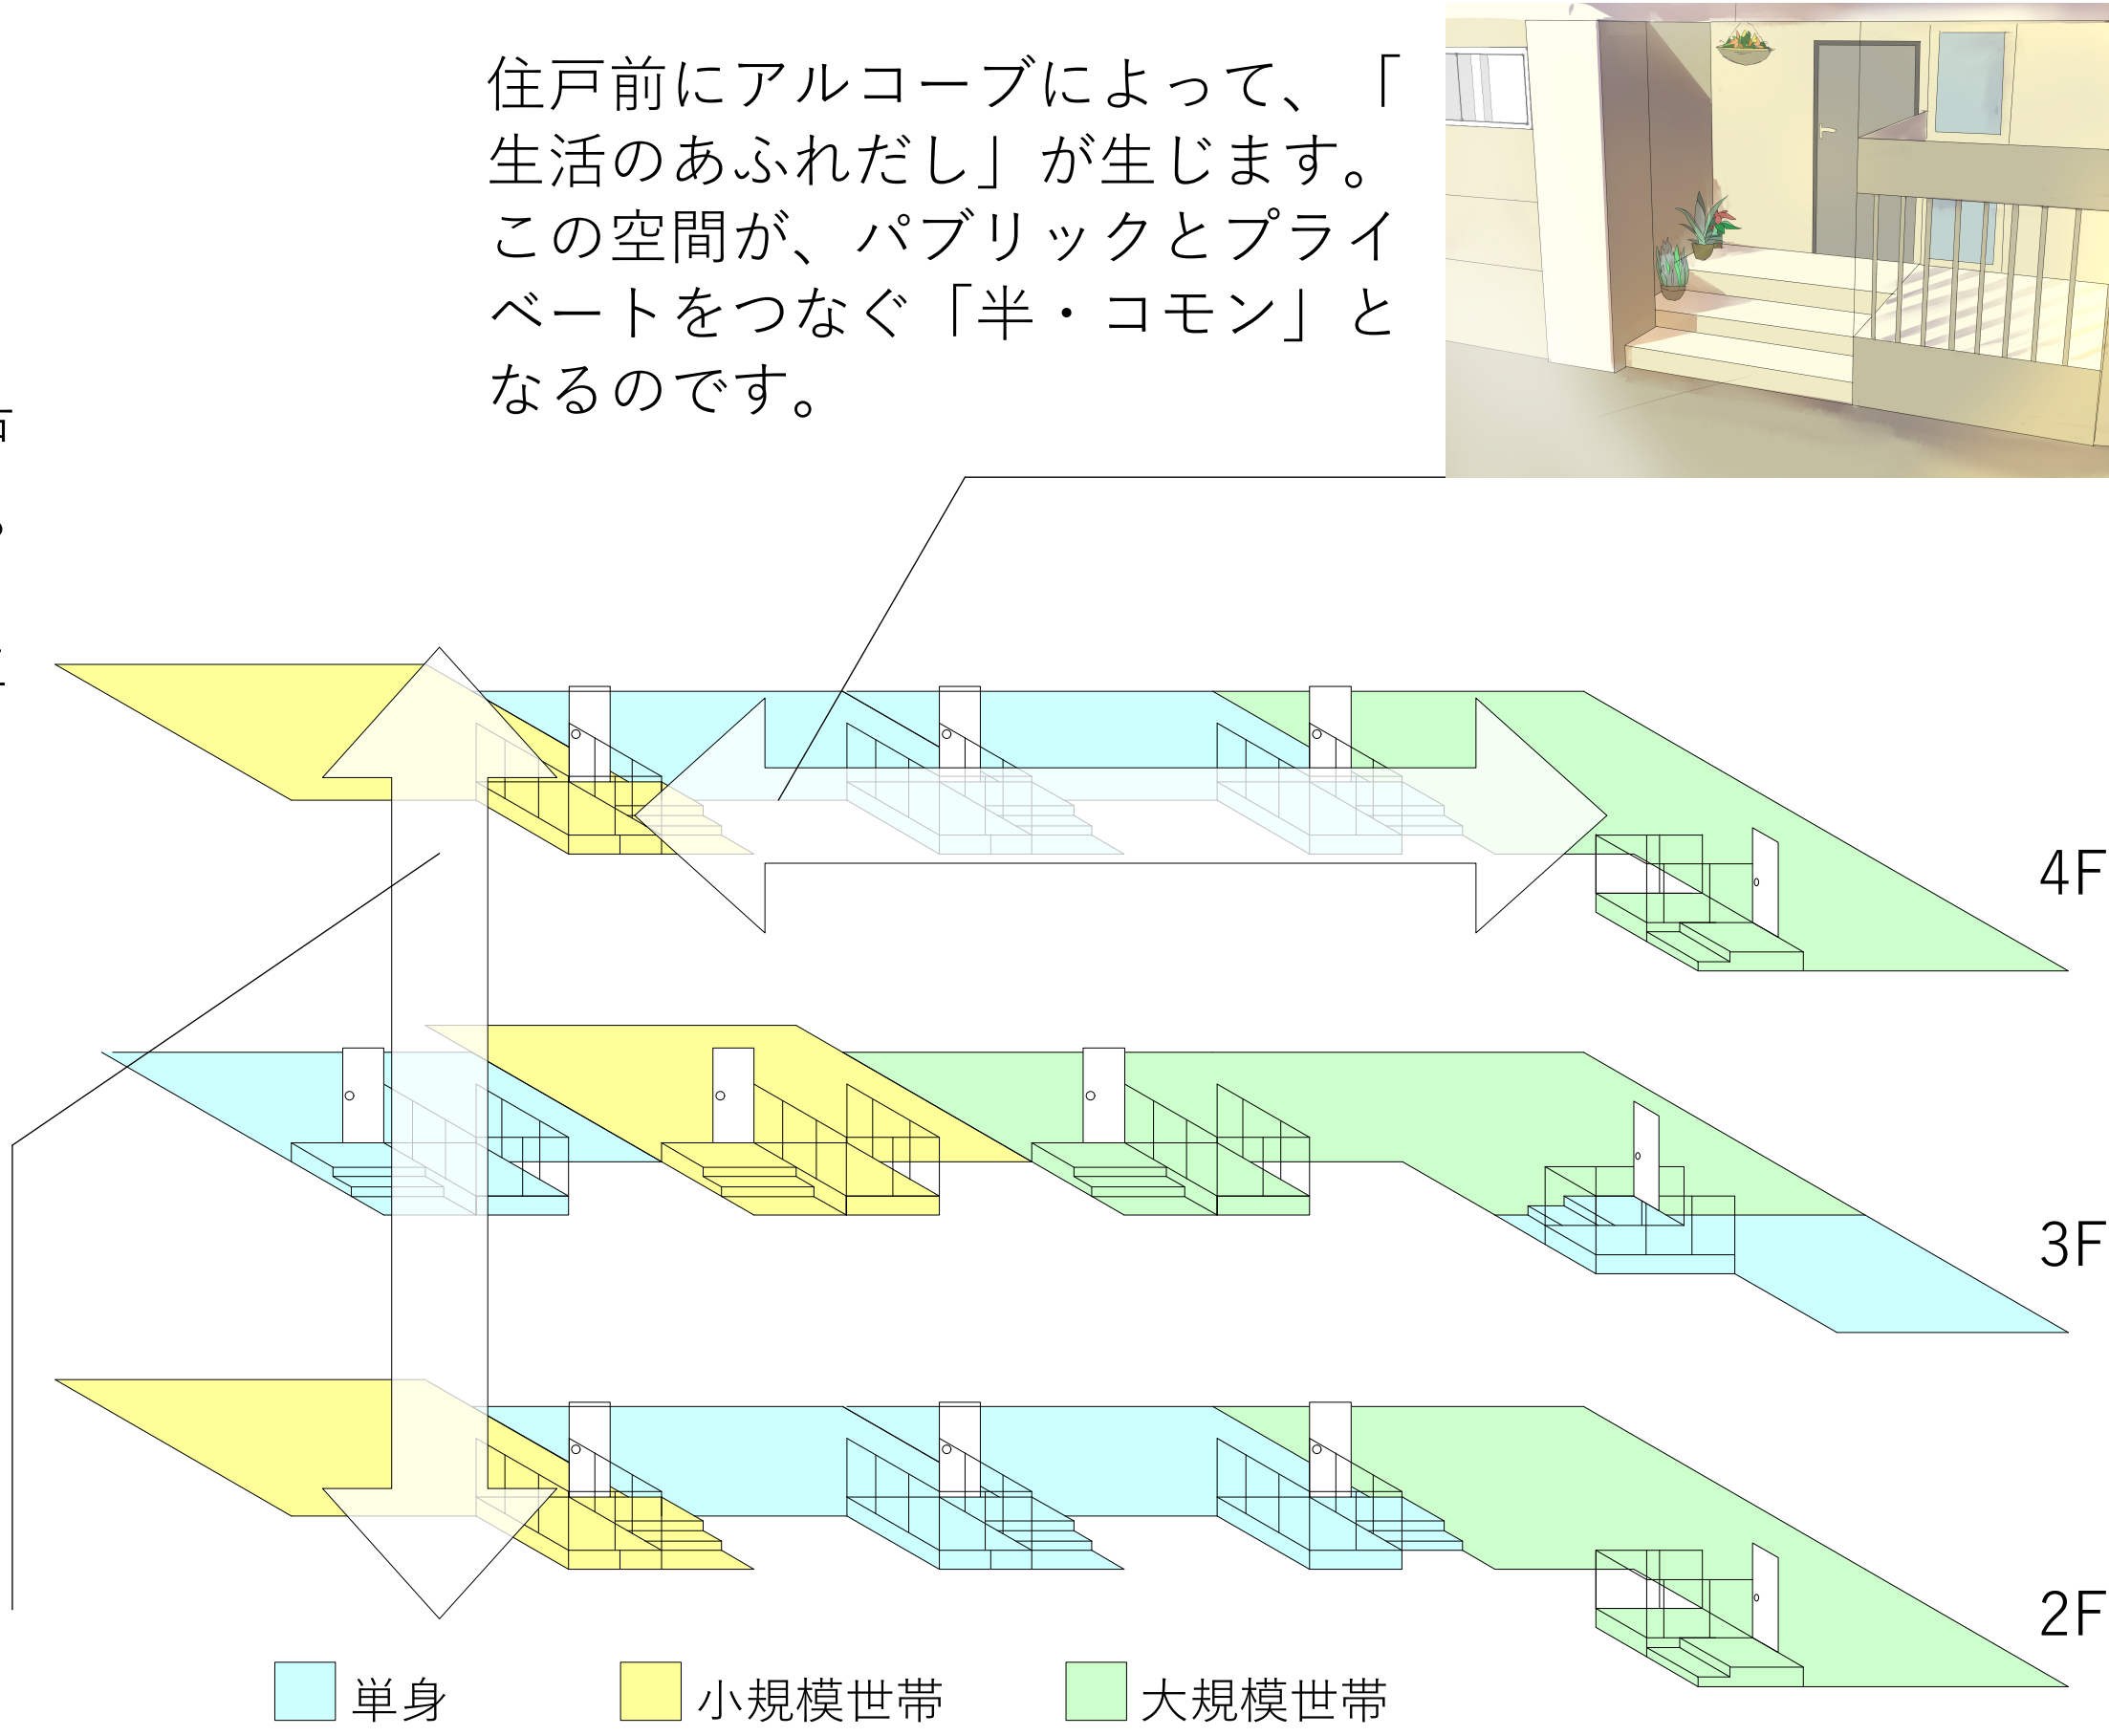 住戸前にアルコーブによって、「
生活のあふれだし」が生じます。
この空間が、パブリックとプライ
ベートをつなぐ「半・コモン」と
なるのです。
4F
3F
2F
単身
小規模世帯
大規模世帯